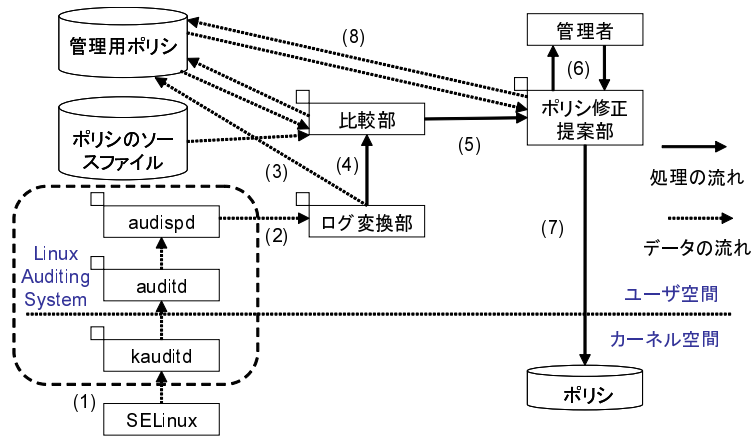 管理用ポリシ
(8)
管理者
(6)
ポリシのソー
スファイル
比較部
(5)
ポリシ修正
提案部
(3)
(4)
処理の流れ
audispd
(2)
ログ変換部
(7)
データの流れ
Linux
Auditing
System
auditd
ユーザ空間
カーネル空間
kauditd
(1)
SELinux
ポリシ